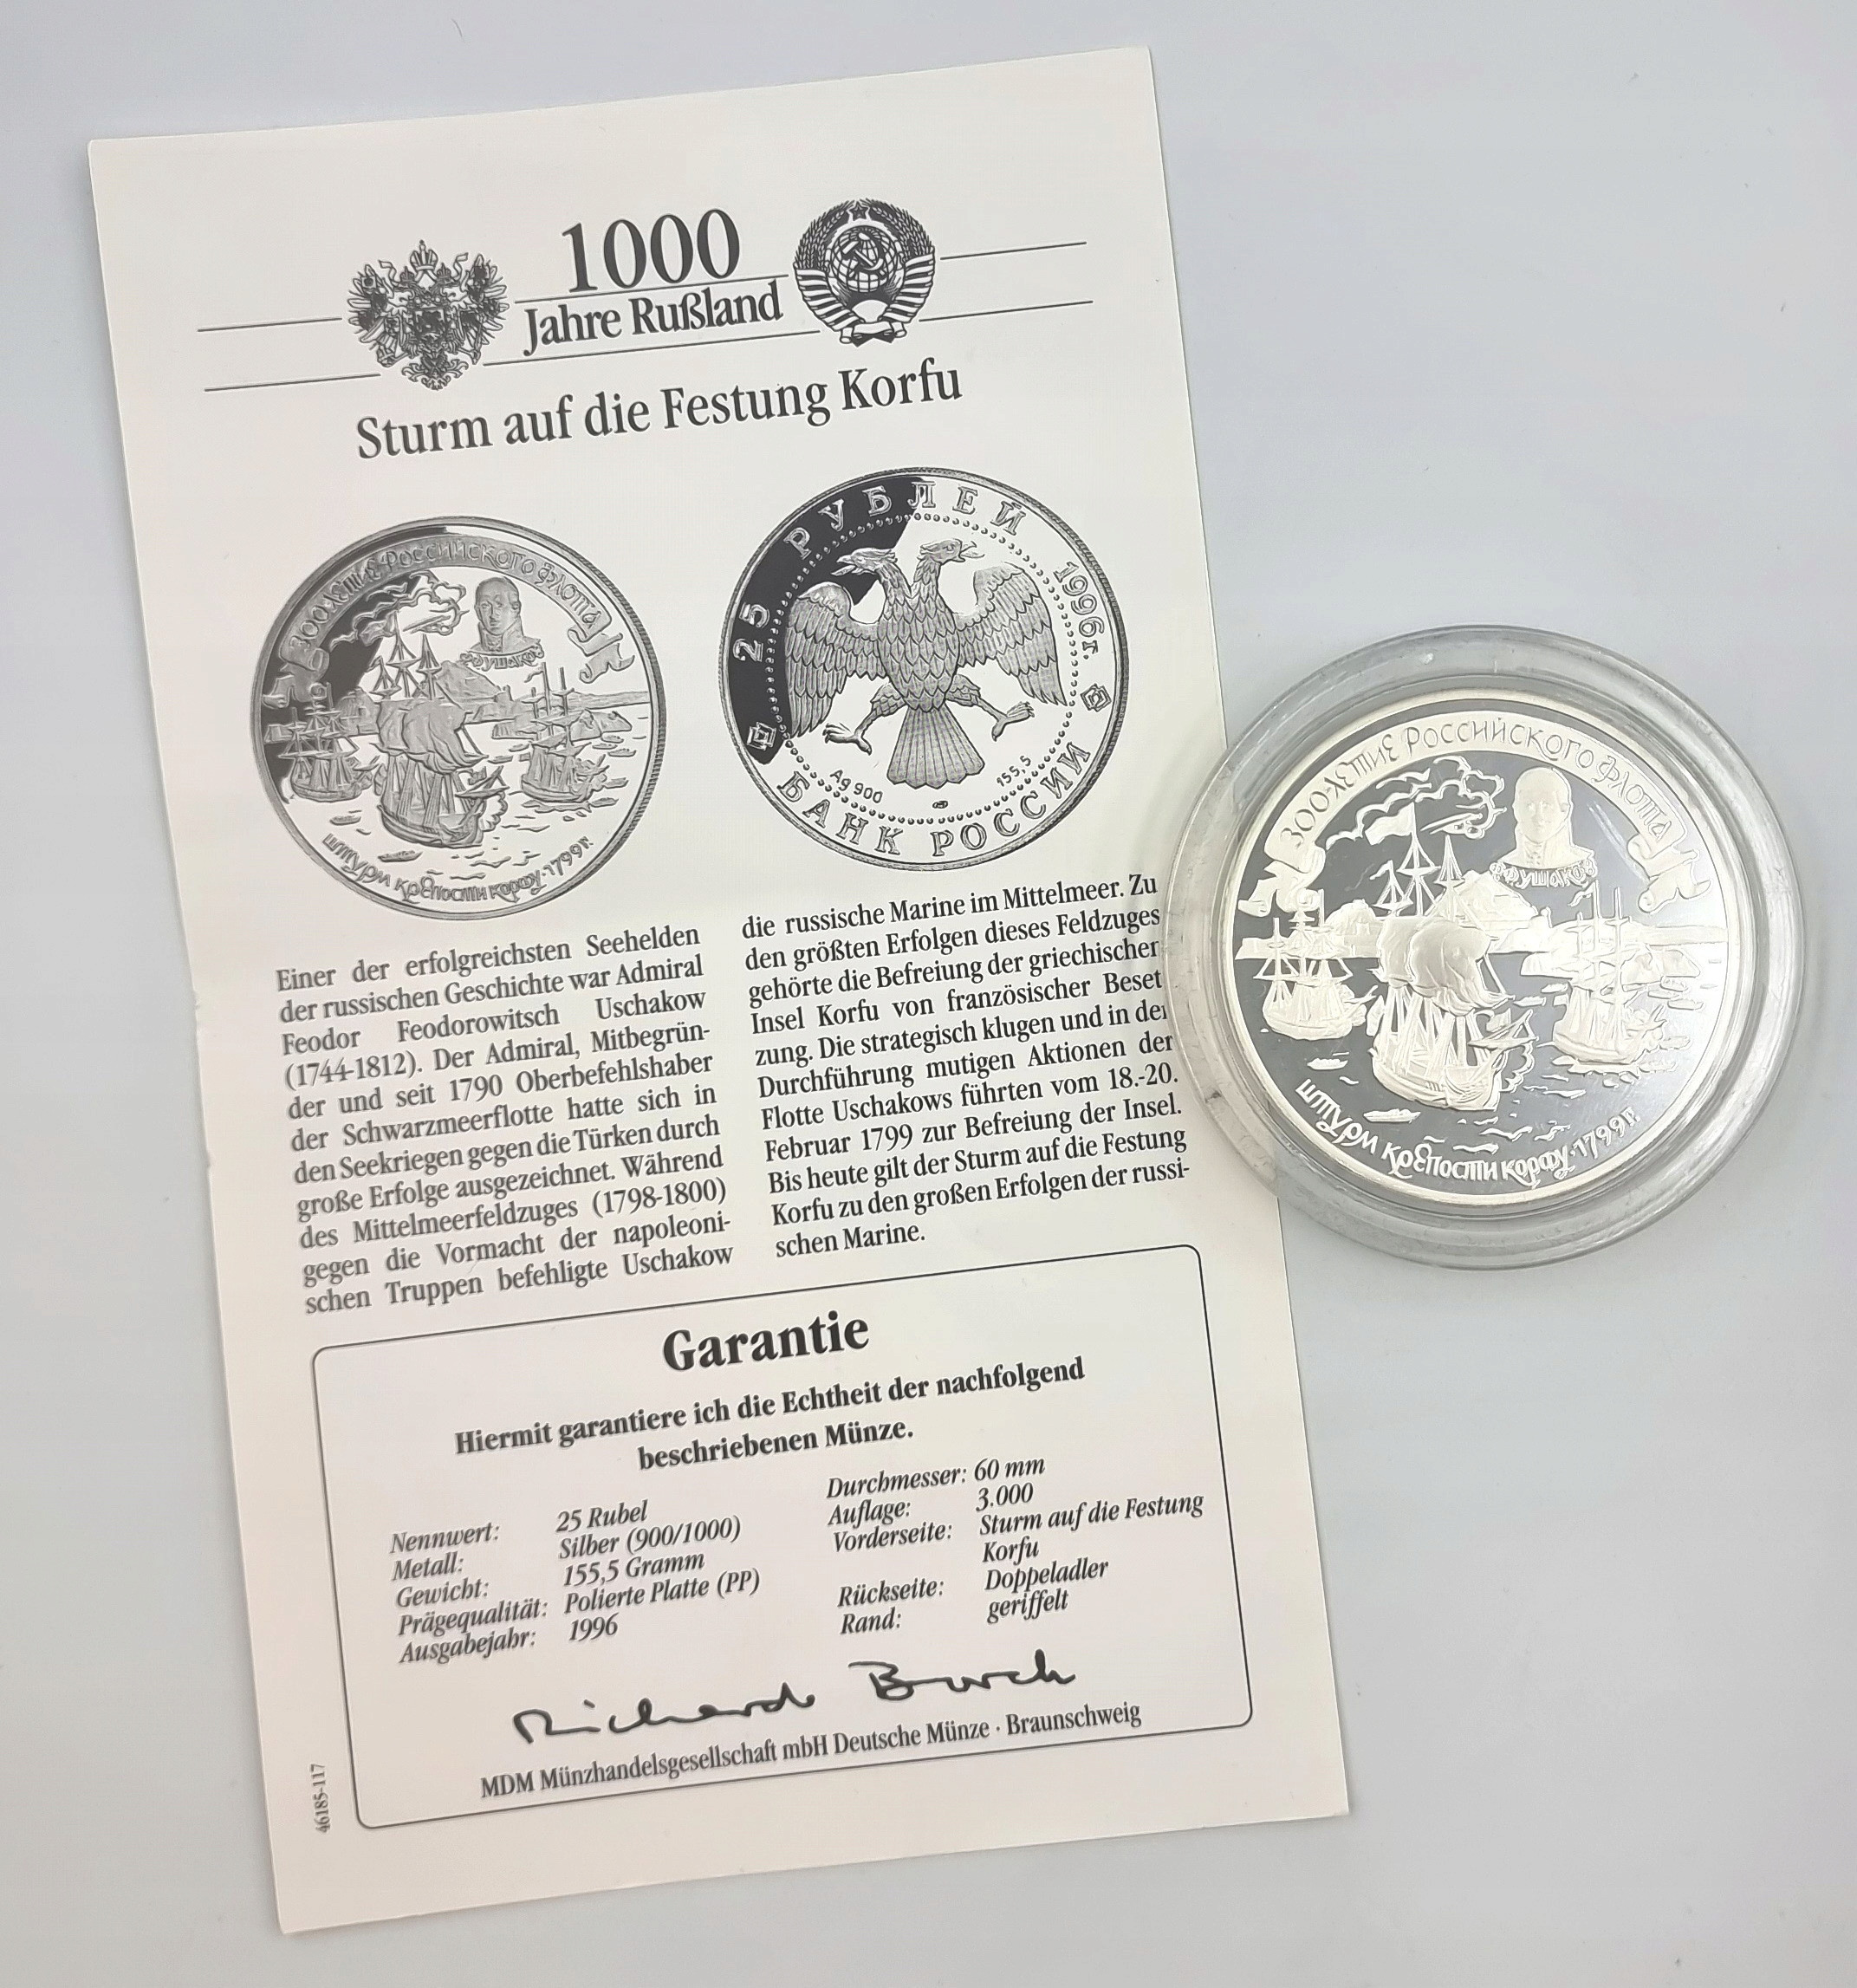 1000
Jahre Rußland
Sturm auf die Festung Korfu
300-ЛЕТИЕ РОССИЙСКОГО ФЛОТА
Ф.Ф.УШАКОВ
ШТУРМ КРЕПОСТИ КОРФУ·1799г.
25 РУБЛЕЙ 1996г.
Ag 900
155,5
БАНК РОССИИ
Einer der erfolgreichsten Seehelden
der russischen Geschichte war Admiral
Feodor Feodorowitsch Uschakow
(1744-1812). Der Admiral, Mitbegrün-
der und seit 1790 Oberbefehlshaber
der Schwarzmeerflotte hatte sich in
den Seekriegen gegen die Türken durch
große Erfolge ausgezeichnet. Während
des Mittelmeerfeldzuges (1798-1800)
gegen die Vormacht der napoleoni-
schen Truppen befehligte Uschakow
die russische Marine im Mittelmeer. Zu
den größten Erfolgen dieses Feldzuges
gehörte die Befreiung der griechischen
Insel Korfu von französischer Beset
zung. Die strategisch klugen und in der
Durchführung mutigen Aktionen der
Flotte Uschakows führten vom 18.-20.
Februar 1799 zur Befreiung der Insel.
Bis heute gilt der Sturm auf die Festung
Korfu zu den großen Erfolgen der russi-
schen Marine.
300-ЛЕТИЕ РОССИЙСКОГО ФЛОТА
Ф.Ф.УШАКОВ
ШТУРМ КРЕПОСТИ КОРФУ·1799г.
Garantie
Hiermit garantiere ich die Echtheit der nachfolgend
beschriebenen Münze.
Nennwert: 25 Rubel
Metall: Silber (900/1000)
Gewicht: 155,5 Gramm
Prägequalität: Polierte Platte (PP)
Ausgabejahr: 1996
Durchmesser: 60 mm
Auflage: 3.000
Vorderseite: Sturm auf die Festung
Korfu
Rückseite: Doppeladler
Rand: geriffelt
Richard Borch
MDM Münzhandelsgesellschaft mbH Deutsche Münze · Braunschweig
46185-117